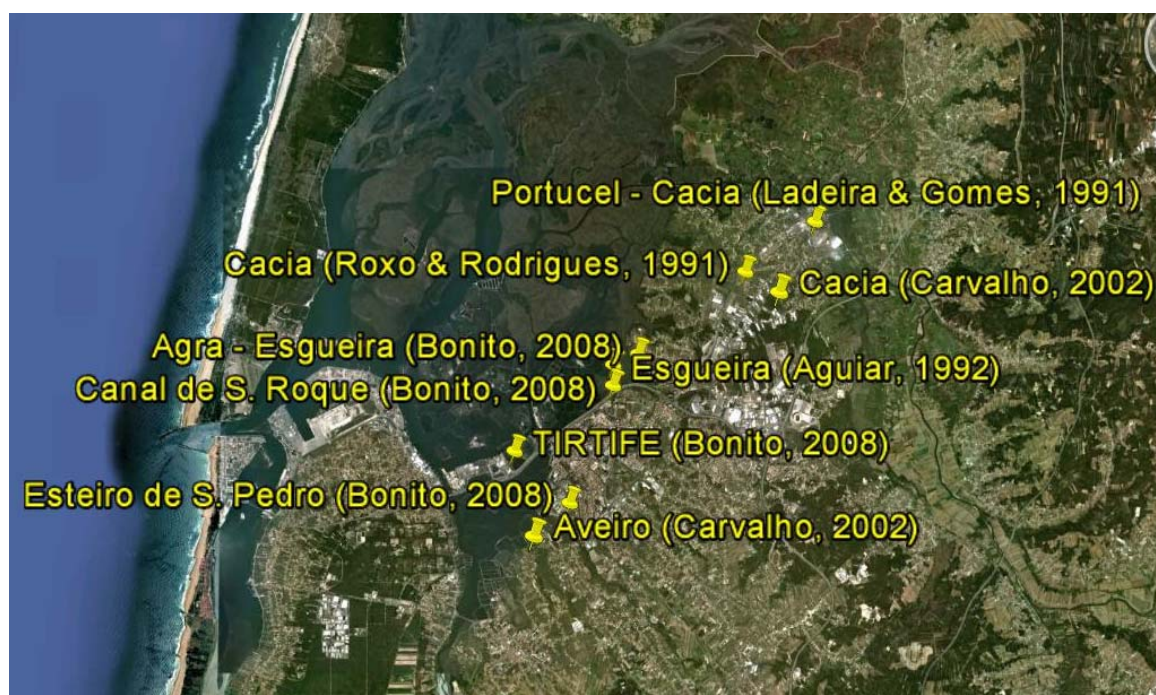 Portucel - Cacia (Ladeira & Gomes, 1991)
Cacia (Roxo & Rodrigues, 1991)
Cacia (Carvalho, 2002)
Agra - Esgueira (Bonito, 2008)
Esgueira (Aguiar, 1992)
Canal de S. Roque (Bonito, 2008)
TIRTIFE (Bonito, 2008)
Esteiro de S. Pedro (Bonito, 2008)
Aveiro (Carvalho, 2002)